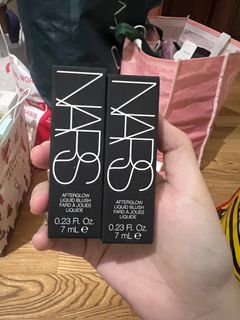 NARS
AFTERGLOW
LIQUID BLUSH
FARD À JOUES
LIQUIDE
0.23 Fl. Oz.
7 mL ℮
NARS
AFTERGLOW
LIQUID BLUSH
FARD À JOUES
LIQUIDE
0.23 Fl. Oz.
7 mL ℮